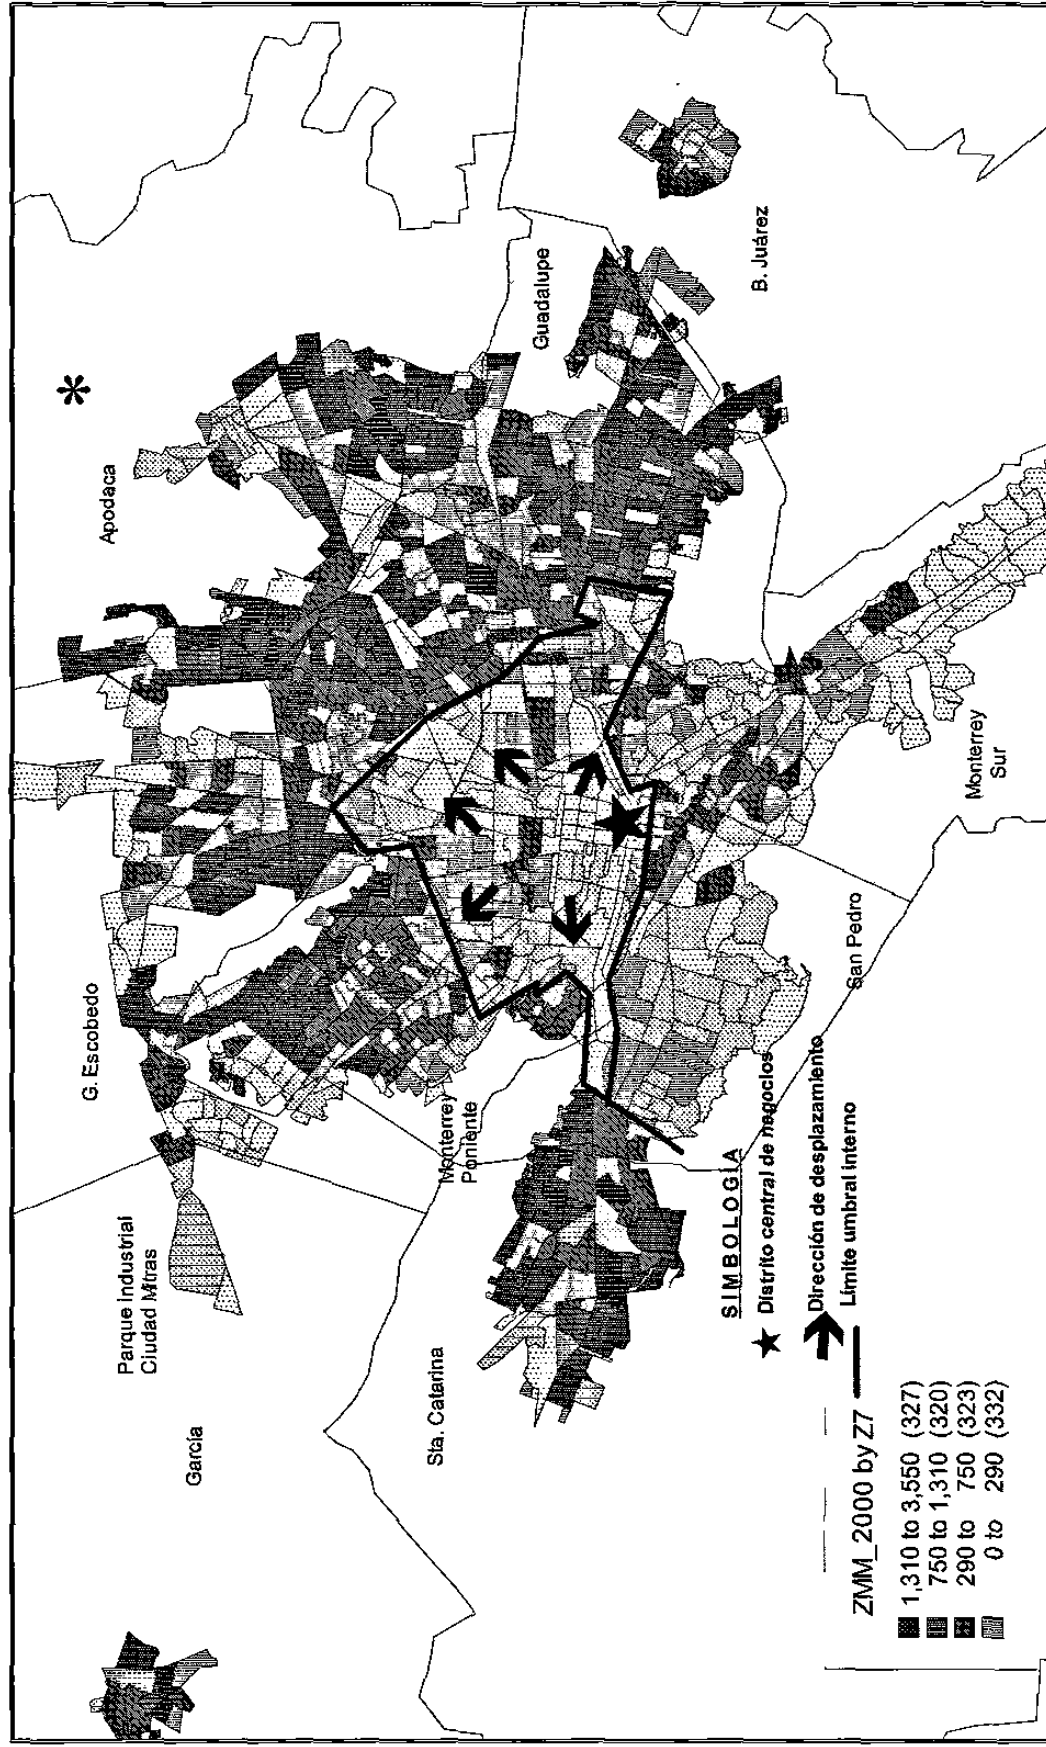 Apodaca
*
G. Escobedo
Parque Industrial
Ciudad Mitras
García
Guadalupe
B. Juárez
Monterrey
Poniente
Sta. Catarina
Monterrey
Sur
San Pedro
SIMBOLOGÍA
Distrito central de negocios
Dirección de desplazamiento
Límite umbral interno
ZMM_2000 by Z7
1,310 to 3,550 (327)
750 to 1,310 (320)
290 to 750 (323)
0 to 290 (332)